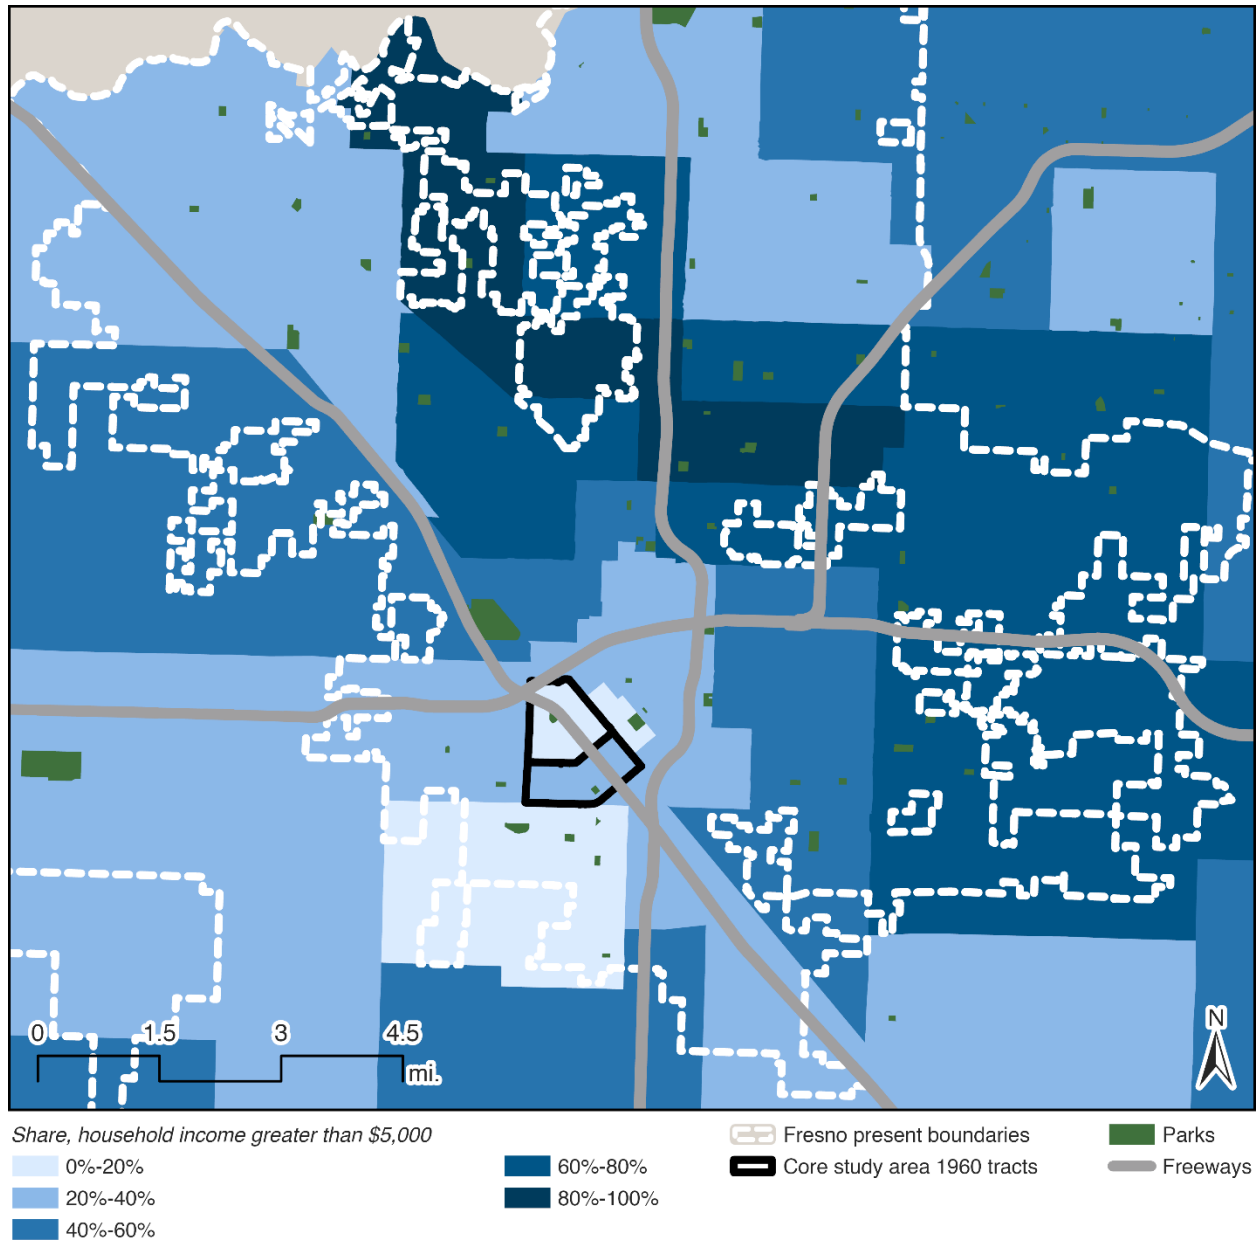 N
0 1.5 3 4.5
mi.
Share, household income greater than $5,000
0%-20%
20%-40%
40%-60%
60%-80%
80%-100%
Fresno present boundaries
Core study area 1960 tracts
Parks
Freeways